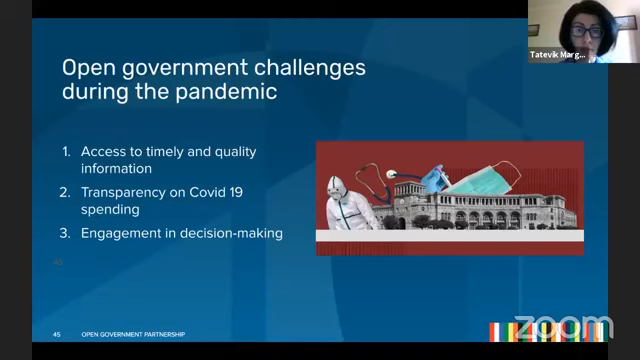 Tatevik Marg...
Open government challenges
during the pandemic
1. Access to timely and quality
information
2. Transparency on Covid 19
spending
3. Engagement in decision-making
45
45 OPEN GOVERNMENT PARTNERSHIP
zoom